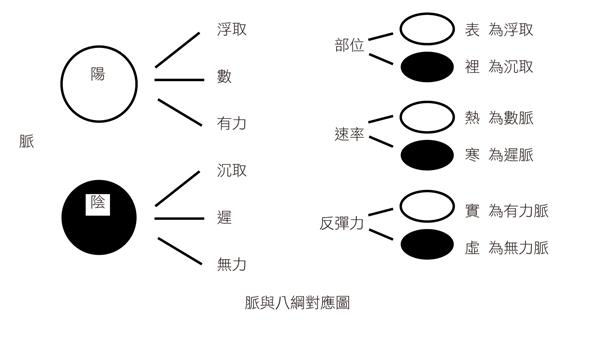 脈
陽
浮取
數
有力
陰
沉取
遲
無力
部位
表 為浮取
裡 為沉取
速率
熱 為數脈
寒 為遲脈
反彈力
實 為有力脈
虛 為無力脈
脈與八綱對應圖